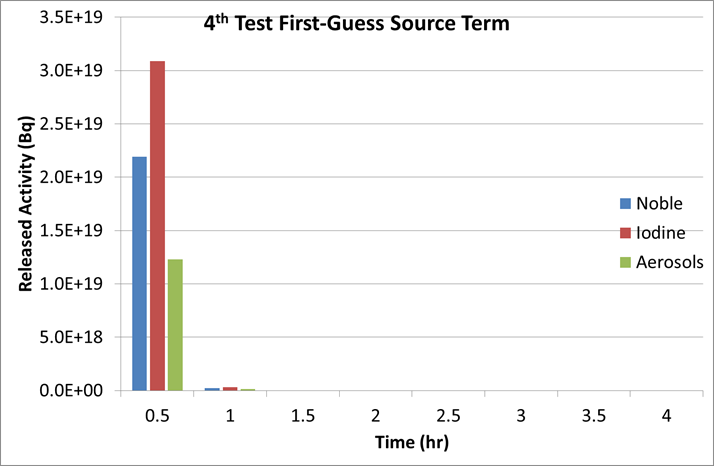 4th Test First-Guess Source Term
3.5E+19
3.0E+19
2.5E+19
2.0E+19
1.5E+19
1.0E+19
5.0E+18
0.0E+00
Released Activity (Bq)
Noble
Iodine
Aerosols
0.5 1 1.5 2 2.5 3 3.5 4
Time (hr)